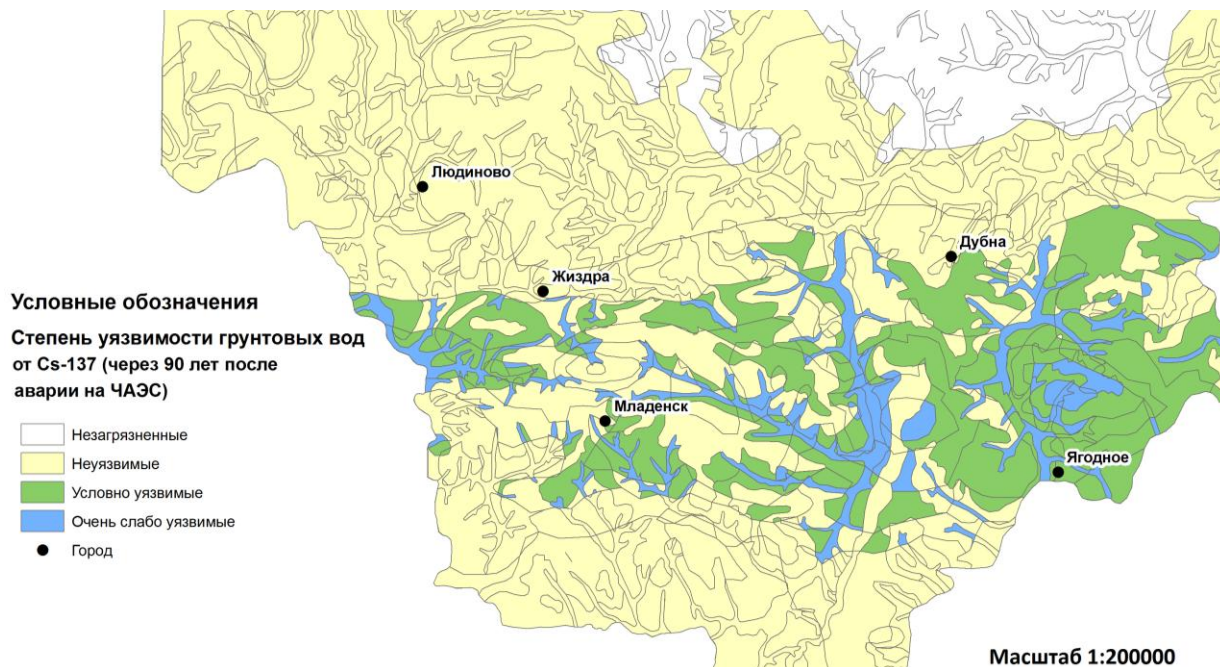 Людиново
Дубна
Жиздра
Условные обозначения
Степень уязвимости грунтовых вод
от Cs-137 (через 90 лет после
аварии на ЧАЭС)
Младенск
Незагрязненные
Неуязвимые
Ягодное
Условно уязвимые
Очень слабо уязвимые
Город
Масштаб 1:200000